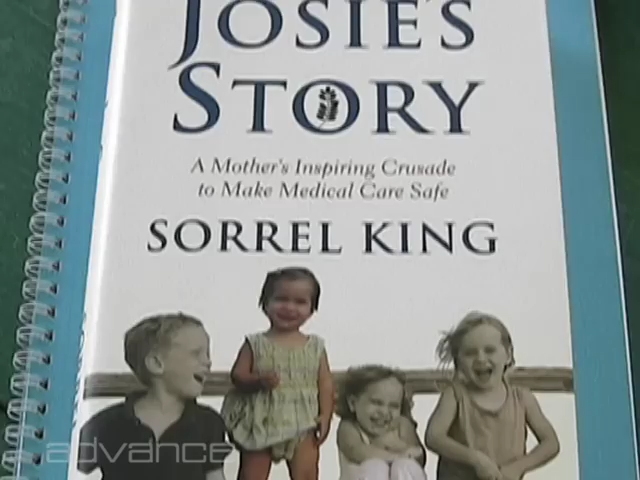 JOSIE'S
STORY
A Mother's Inspiring Crusade
to Make Medical Care Safe
SORREL KING
advance